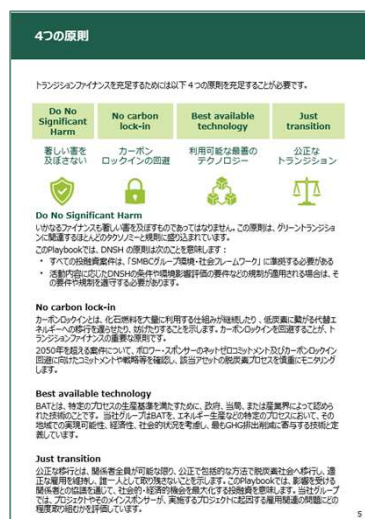 4つの原則
トランジションファイナンスを充足するためには以下４つの原則を充足することが必要です。
Do No Significant Harm
No carbon lock-in
Best available technology
Just transition
著しい害を及ぼさない
カーボンロックインの回避
利用可能な最善のテクノロジー
公正なトランジション
Do No Significant Harm
いかなるファイナンスも著しい害を及ぼすものであってはなりません。この原則は、グリーントランジション
に関連するほとんどのタクソノミーと規則に盛り込まれています。
このPlaybookでは、DNSH の原則は次のことを意味します：
• すべての投融資案件は、「SMBCグループ環境・社会フレームワーク」に準拠する必要がある
• 活動内容に応じたDNSHの条件や環境影響評価の要件などの規則が適用される場合は、そ
の要件や規則を遵守する必要があります。
No carbon lock-in
カーボンロックインとは、化石燃料を大量に利用する仕組みが継続したり、低炭素に繋がる代替エ
ネルギーへの移行を遅らせたり、妨げたりすることを示します。カーボンロックインを回避することが、ト
ランジションファイナンスの重要な原則です。
2050年を超える案件について、ボロワー・スポンサーのネットゼロコミットメント及びカーボンロックイン
回避に向けたコミットメントや戦略等を確認し、該当アセットの脱炭素プロセスを慎重にモニタリング
します。
Best available technology
BATとは、特定のプロセスの生産基準を満たすために、政府、当局、または産業界によって認めら
れた技術のことです。 当社グループはBATを、エネルギー生産などの特定のプロセスにおいて、その
地域での実現可能性、経済性、社会的状況を考慮し、最もGHG排出削減に寄与する技術と定
義しています。
Just transition
公正な移行とは、関係者全員が可能な限り、公正で包括的な方法で脱炭素社会へ移行し、適
正な雇用を維持し、誰一人として取り残さないことを示します。このPlaybookでは、影響を受ける
関係者との協議を通じて、社会的・経済的機会を最大化する投融資を意味します。当社グループ
では、プロジェクトやそのメインスポンサーが、実施するプロジェクトに起因する雇用関連の問題にどの
程度取り組むかを評価しています。
5